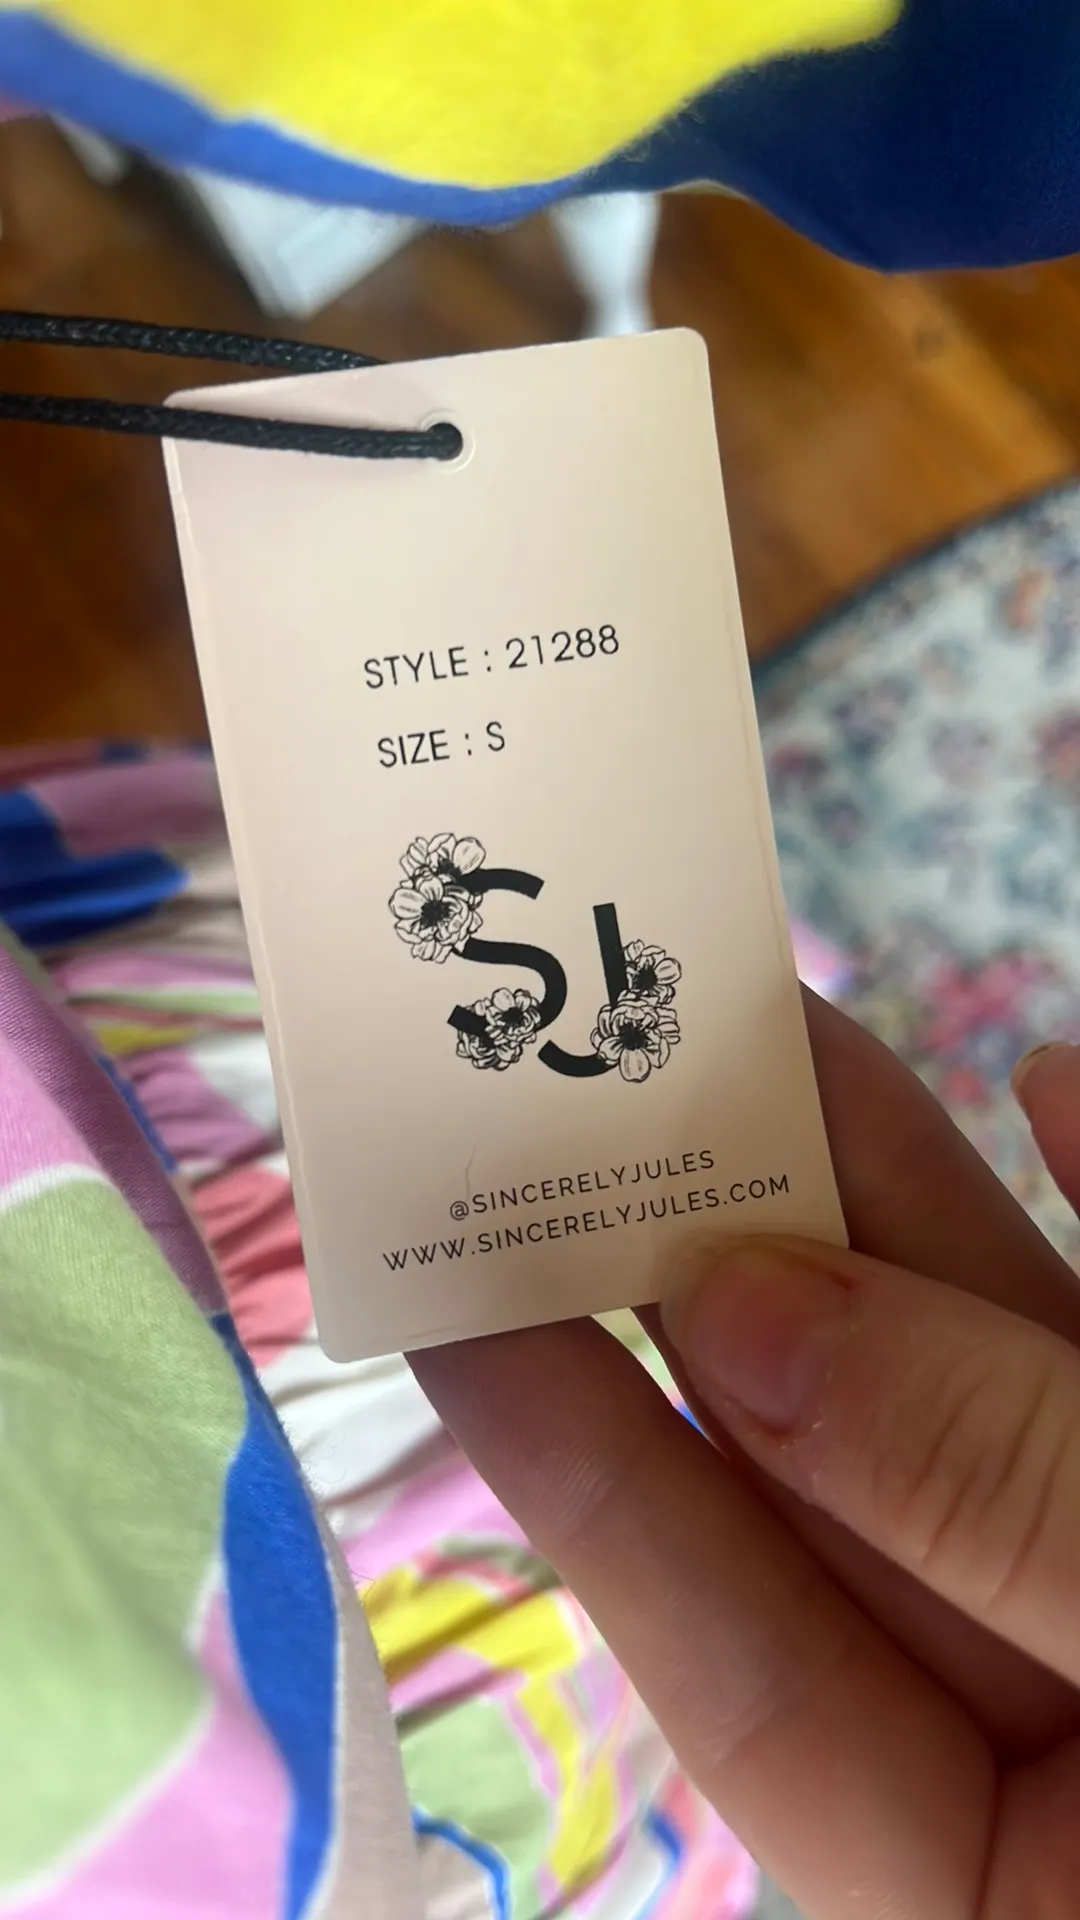 STYLE : 21288
SIZE : S
SJ
@SINCERELYJULES
WWW.SINCERELYJULES.COM